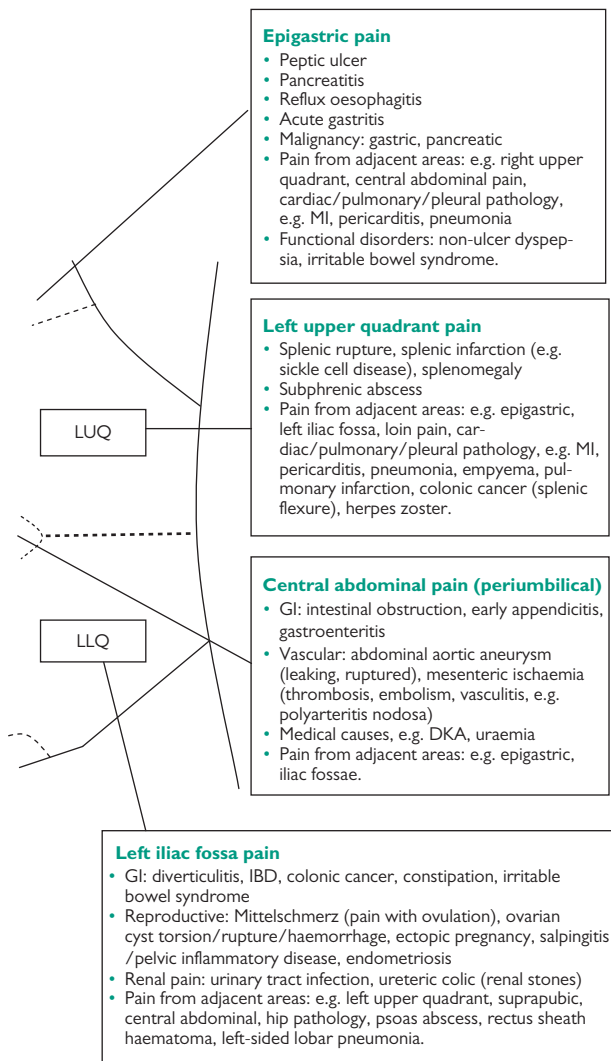 Epigastric pain
• Peptic ulcer
• Pancreatitis
• Reflux oesophagitis
• Acute gastritis
• Malignancy: gastric, pancreatic
• Pain from adjacent areas: e.g. right upper
quadrant, central abdominal pain,
cardiac/pulmonary/pleural pathology,
e.g. MI, pericarditis, pneumonia
• Functional disorders: non-ulcer dyspep-
sia, irritable bowel syndrome.
Left upper quadrant pain
• Splenic rupture, splenic infarction (e.g.
sickle cell disease), splenomegaly
• Subphrenic abscess
• Pain from adjacent areas: e.g. epigastric,
left iliac fossa, loin pain, car-
diac/pulmonary/pleural pathology, e.g. MI,
pericarditis, pneumonia, empyema, pul-
monary infarction, colonic cancer (splenic
flexure), herpes zoster.
LUQ
Central abdominal pain (periumbilical)
• GI: intestinal obstruction, early appendicitis,
gastroenteritis
• Vascular: abdominal aortic aneurysm
(leaking, ruptured), mesenteric ischaemia
(thrombosis, embolism, vasculitis, e.g.
polyarteritis nodosa)
• Medical causes, e.g. DKA, uraemia
• Pain from adjacent areas: e.g. epigastric,
iliac fossae.
LLQ
Left iliac fossa pain
• GI: diverticulitis, IBD, colonic cancer, constipation, irritable
bowel syndrome
• Reproductive: Mittelschmerz (pain with ovulation), ovarian
cyst torsion/rupture/haemorrhage, ectopic pregnancy, salpingitis
/pelvic inflammatory disease, endometriosis
• Renal pain: urinary tract infection, ureteric colic (renal stones)
• Pain from adjacent areas: e.g. left upper quadrant, suprapubic,
central abdominal, hip pathology, psoas abscess, rectus sheath
haematoma, left-sided lobar pneumonia.